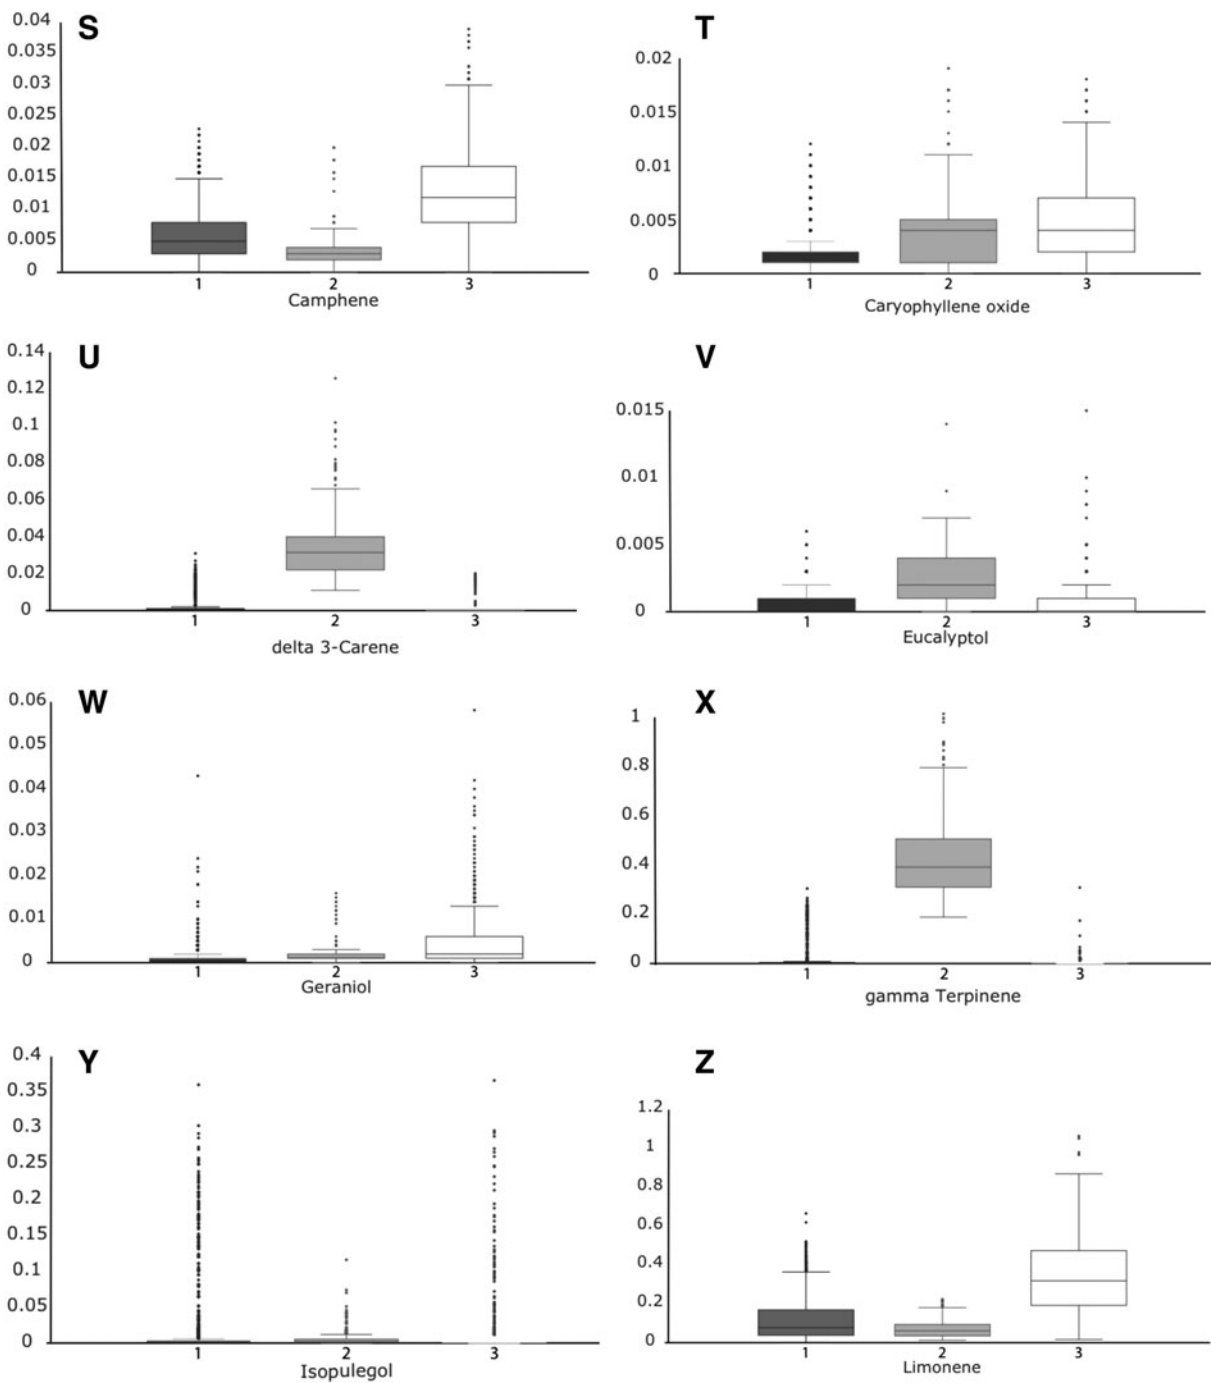 S
0.04
0.035
0.03
0.025
0.02
0.015
0.01
0.005
0
1 2 3
Camphene
T
0.02
0.015
0.01
0.005
0
1 2 3
Caryophyllene oxide
U
0.14
0.12
0.1
0.08
0.06
0.04
0.02
0
1 2 3
delta 3-Carene
V
0.015
0.01
0.005
0
1 2 3
Eucalyptol
W
0.06
0.05
0.04
0.03
0.02
0.01
0
1 2 3
Geraniol
X
1
0.8
0.6
0.4
0.2
0
1 2 3
gamma Terpinene
Y
0.4
0.35
0.3
0.25
0.2
0.15
0.1
0.05
0
1 2 3
Isopulegol
Z
1.2
1
0.8
0.6
0.4
0.2
0
1 2 3
Limonene